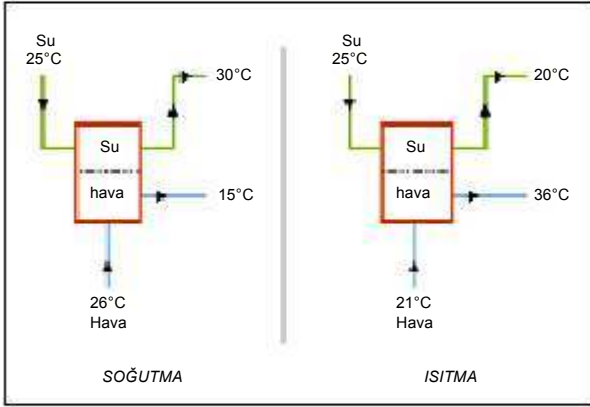 Su
25°C
30°C
Su
hava
15°C
26°C
Hava
SOĞUTMA
Su
25°C
20°C
Su
hava
36°C
21°C
Hava
ISITMA